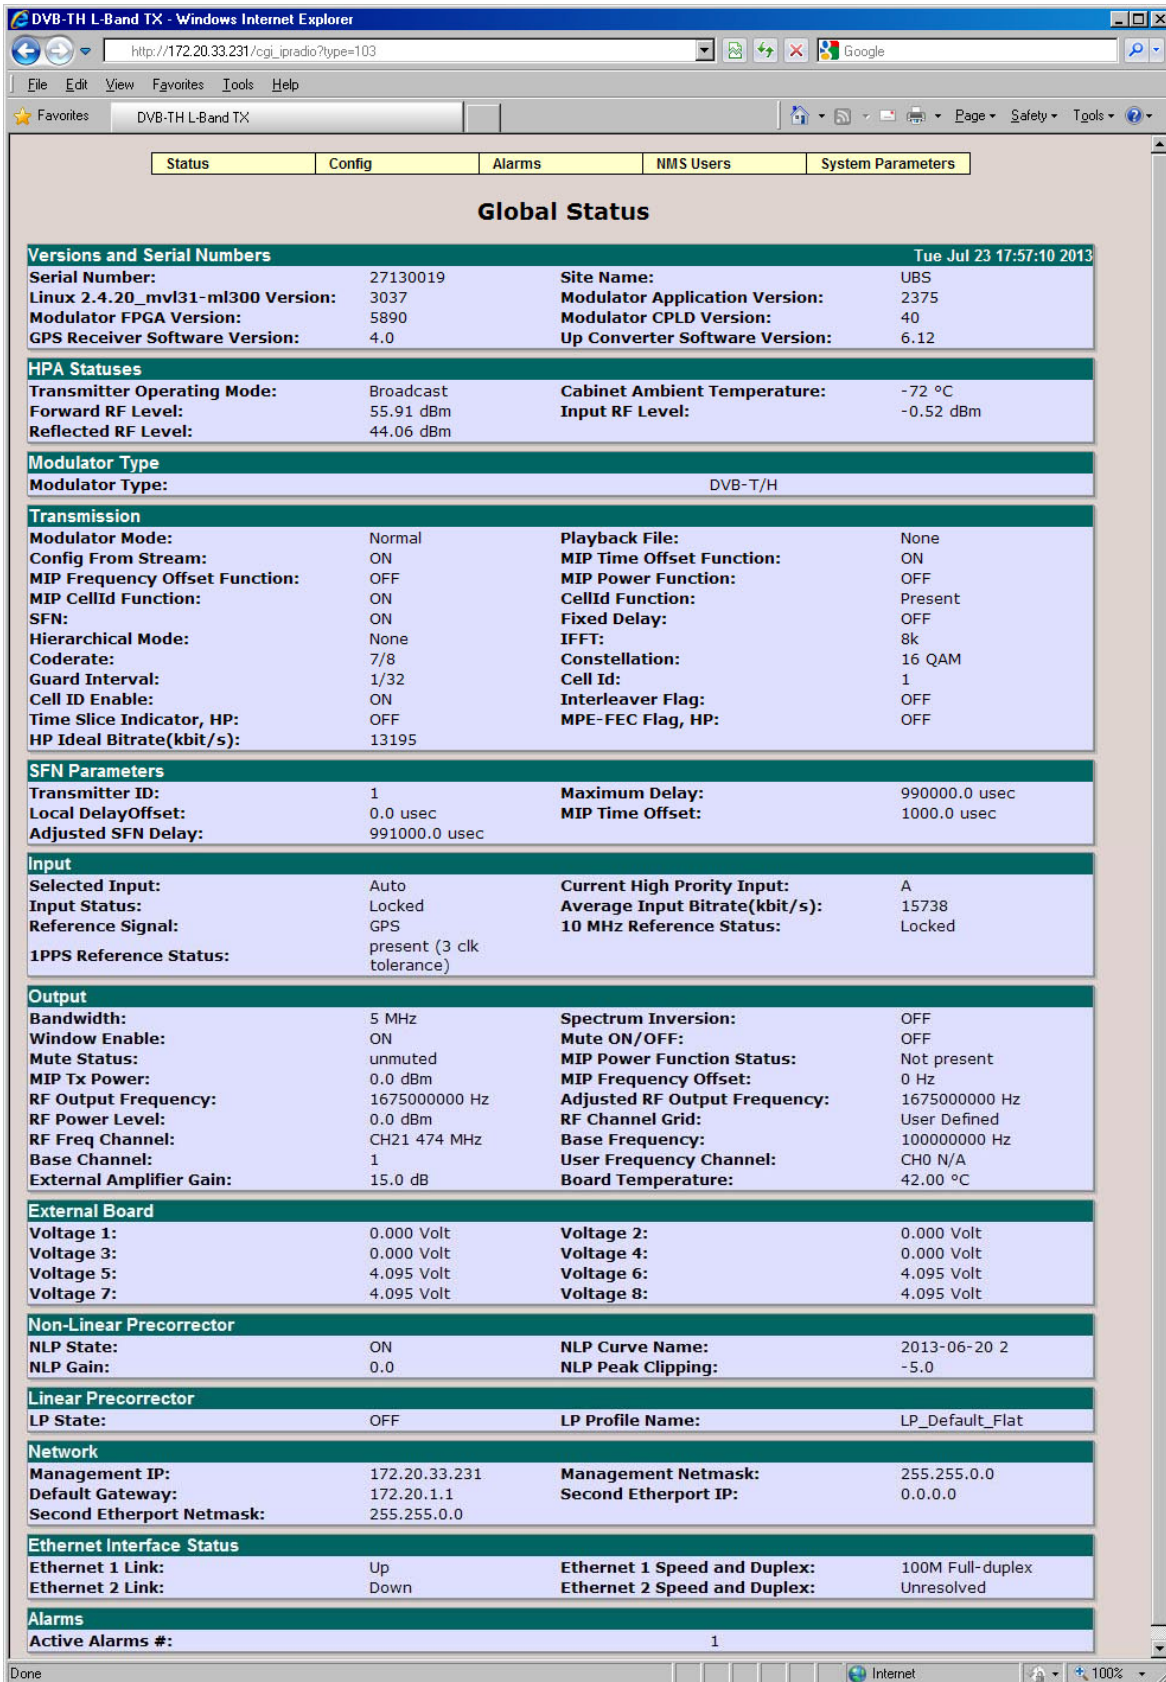 DVB-TH L-Band TX - Windows Internet Explorer
http://172.20.33.231/cgi_ipradio?type=103 Google
File Edit View Favorites Tools Help
Favorites DVB-TH L-Band TX Page Safety Tools
Status Config Alarms NMS Users System Parameters
Global Status
Versions and Serial Numbers Tue Jul 23 17:57:10 2013
Serial Number: 27130019 Site Name: UBS
Linux 2.4.20_mvl31-ml300 Version: 3037 Modulator Application Version: 2375
Modulator FPGA Version: 5890 Modulator CPLD Version: 40
GPS Receiver Software Version: 4.0 Up Converter Software Version: 6.12
HPA Statuses
Transmitter Operating Mode: Broadcast Cabinet Ambient Temperature: -72 °C
Forward RF Level: 55.91 dBm Input RF Level: -0.52 dBm
Reflected RF Level: 44.06 dBm
Modulator Type
Modulator Type: DVB-T/H
Transmission
Modulator Mode: Normal Playback File: None
Config From Stream: ON MIP Time Offset Function: ON
MIP Frequency Offset Function: OFF MIP Power Function: OFF
MIP CellId Function: ON CellId Function: Present
SFN: ON Fixed Delay: OFF
Hierarchical Mode: None IFFT: 8k
Coderate: 7/8 Constellation: 16 QAM
Guard Interval: 1/32 Cell Id: 1
Cell ID Enable: ON Interleaver Flag: OFF
Time Slice Indicator, HP: OFF MPE-FEC Flag, HP: OFF
HP Ideal Bitrate(kbit/s): 13195
SFN Parameters
Transmitter ID: 1 Maximum Delay: 990000.0 usec
Local DelayOffset: 0.0 usec MIP Time Offset: 1000.0 usec
Adjusted SFN Delay: 991000.0 usec
Input
Selected Input: Auto Current High Prority Input: A
Input Status: Locked Average Input Bitrate(kbit/s): 15738
Reference Signal: GPS 10 MHz Reference Status: Locked
1PPS Reference Status: present (3 clk
tolerance)
Output
Bandwidth: 5 MHz Spectrum Inversion: OFF
Window Enable: ON Mute ON/OFF: OFF
Mute Status: unmuted MIP Power Function Status: Not present
MIP Tx Power: 0.0 dBm MIP Frequency Offset: 0 Hz
RF Output Frequency: 1675000000 Hz Adjusted RF Output Frequency: 1675000000 Hz
RF Power Level: 0.0 dBm RF Channel Grid: User Defined
RF Freq Channel: CH21 474 MHz Base Frequency: 100000000 Hz
Base Channel: 1 User Frequency Channel: CH0 N/A
External Amplifier Gain: 15.0 dB Board Temperature: 42.00 °C
External Board
Voltage 1: 0.000 Volt Voltage 2: 0.000 Volt
Voltage 3: 0.000 Volt Voltage 4: 0.000 Volt
Voltage 5: 4.095 Volt Voltage 6: 4.095 Volt
Voltage 7: 4.095 Volt Voltage 8: 4.095 Volt
Non-Linear Precorrector
NLP State: ON NLP Curve Name: 2013-06-20 2
NLP Gain: 0.0 NLP Peak Clipping: -5.0
Linear Precorrector
LP State: OFF LP Profile Name: LP_Default_Flat
Network
Management IP: 172.20.33.231 Management Netmask: 255.255.0.0
Default Gateway: 172.20.1.1 Second Etherport IP: 0.0.0.0
Second Etherport Netmask: 255.255.0.0
Ethernet Interface Status
Ethernet 1 Link: Up Ethernet 1 Speed and Duplex: 100M Full-duplex
Ethernet 2 Link: Down Ethernet 2 Speed and Duplex: Unresolved
Alarms
Active Alarms #: 1
Done Internet 100%